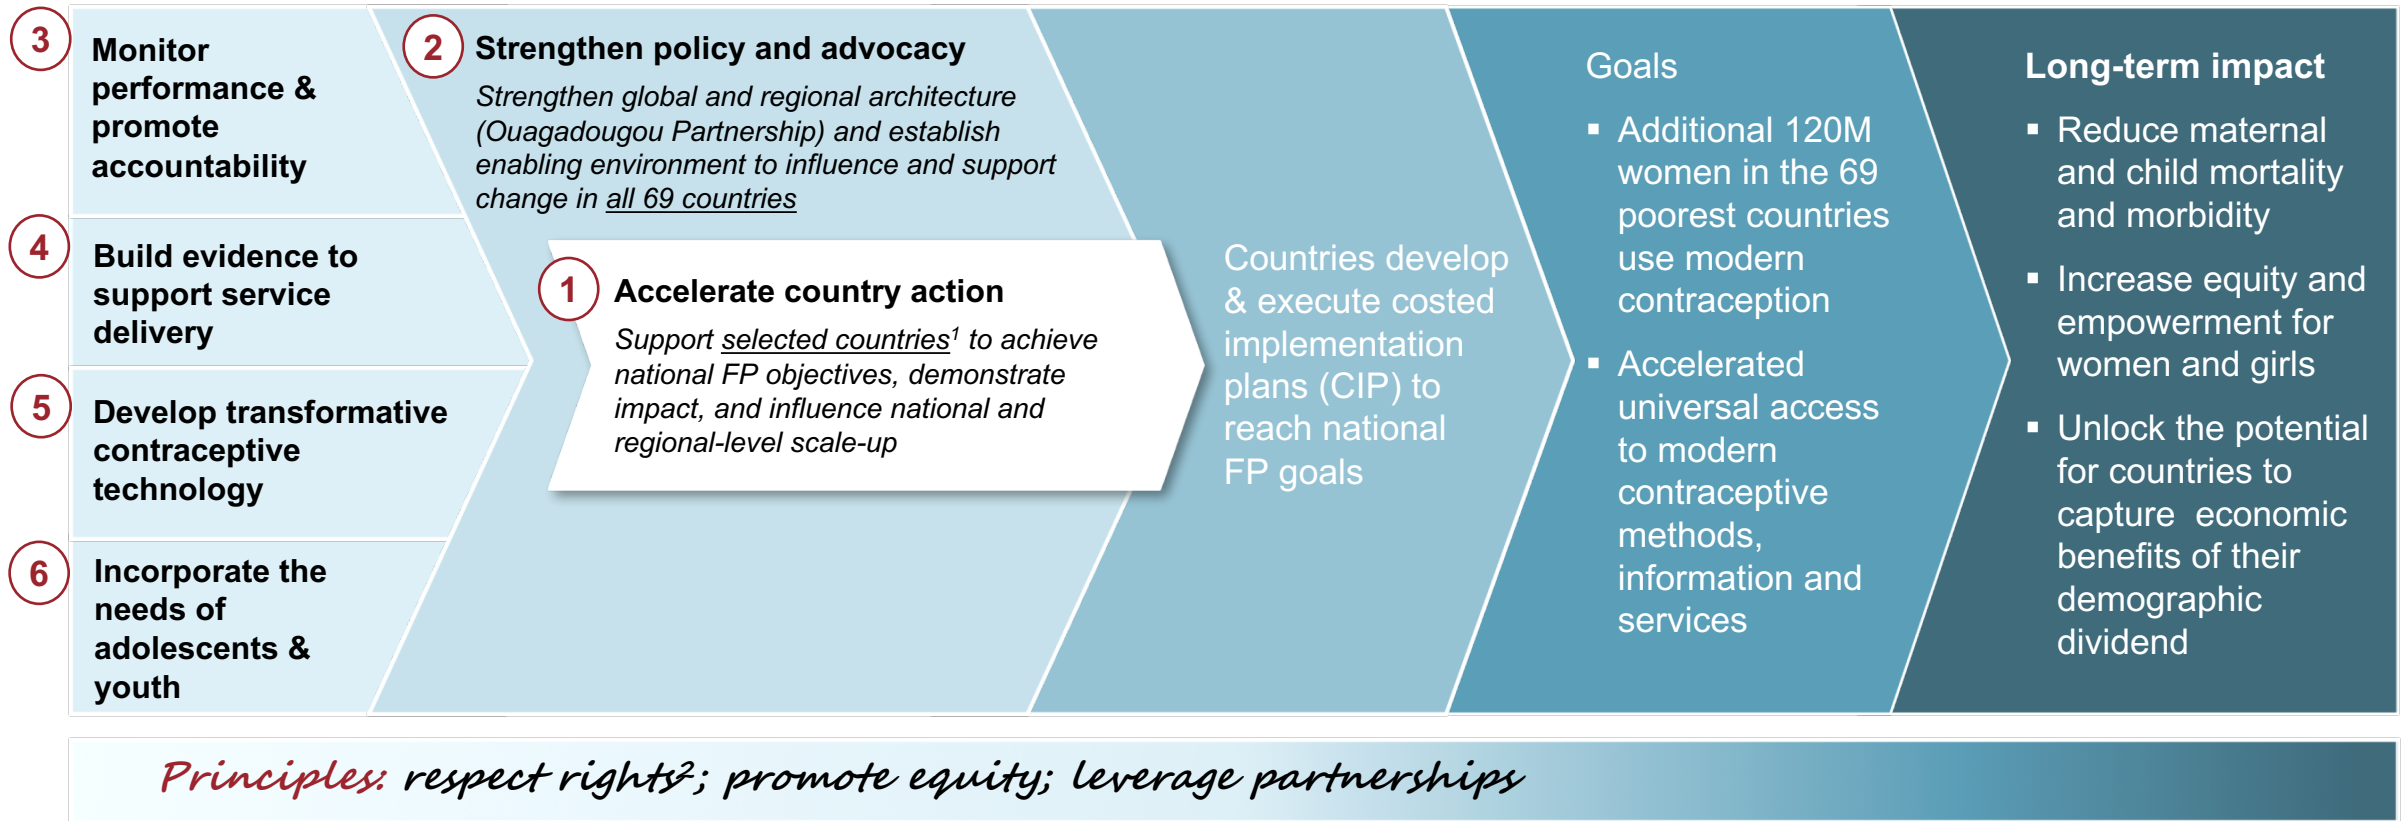 3
Monitor
performance &
promote
accountability
4
Build evidence to
support service
delivery
5
Develop transformative
contraceptive
technology
6
Incorporate the
needs of
adolescents &
youth
2
Strengthen policy and advocacy
Strengthen global and regional architecture
(Ouagadougou Partnership) and establish
enabling environment to influence and support
change in all 69 countries
1
Accelerate country action
Support selected countries¹ to achieve
national FP objectives, demonstrate
impact, and influence national and
regional-level scale-up
Countries develop
& execute costed
implementation
plans (CIP) to
reach national
FP goals
Goals
▪ Additional 120M
women in the 69
poorest countries
use modern
contraception
▪ Accelerated
universal access
to modern
contraceptive
methods,
information and
services
Long-term impact
▪ Reduce maternal
and child mortality
and morbidity
▪ Increase equity and
empowerment for
women and girls
▪ Unlock the potential
for countries to
capture economic
benefits of their
demographic
dividend
Principles: respect rights²; promote equity; leverage partnerships